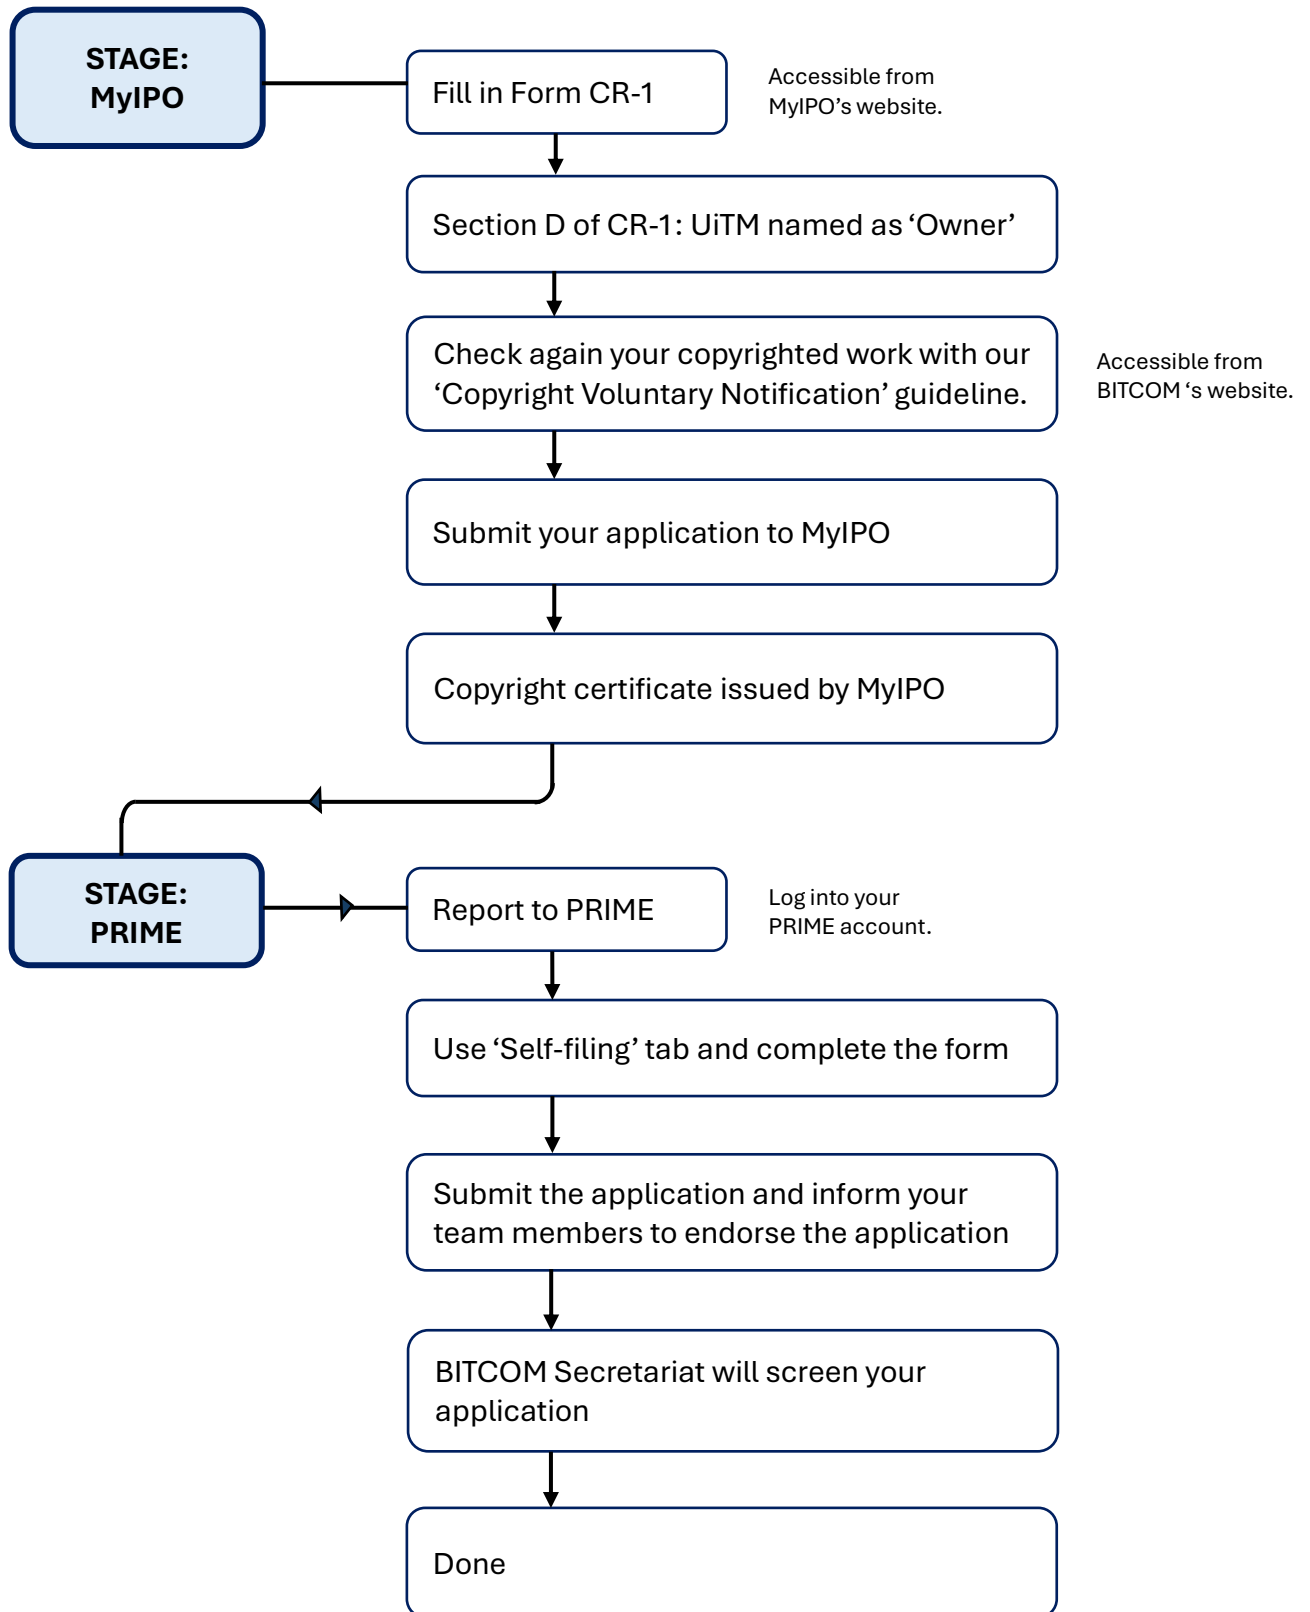 STAGE:
MyIPO
Fill in Form CR-1
Accessible from
MyIPO’s website.
Section D of CR-1: UiTM named as ‘Owner’
Check again your copyrighted work with our
‘Copyright Voluntary Notification’ guideline.
Accessible from
BITCOM ‘s website.
Submit your application to MyIPO
Copyright certificate issued by MyIPO
STAGE:
PRIME
Report to PRIME
Log into your
PRIME account.
Use ‘Self-filing’ tab and complete the form
Submit the application and inform your
team members to endorse the application
BITCOM Secretariat will screen your
application
Done